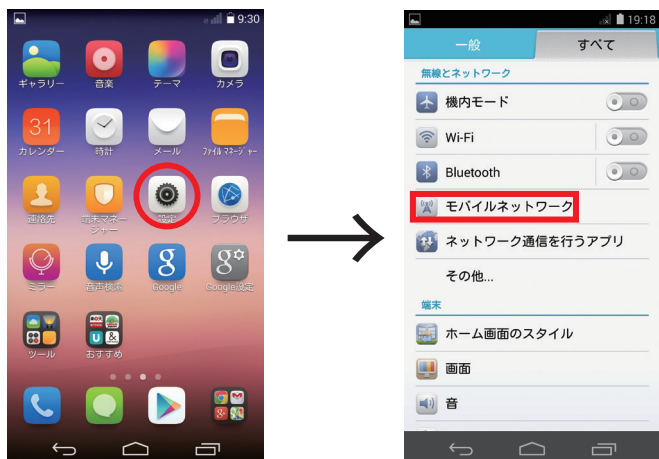 9:30
ギャラリー 音楽 テーマ カメラ
31
カレンダー 時計 メール ファイルマネージャー
連絡先 端末マネージャー 設定 ブラウザ
ミラー 音声検索 Google Google設定
ツール おすすめ
19:18
一般 すべて
無線とネットワーク
機内モード
Wi-Fi
Bluetooth
モバイルネットワーク
ネットワーク通信を行うアプリ
その他...
端末
ホーム画面のスタイル
画面
音